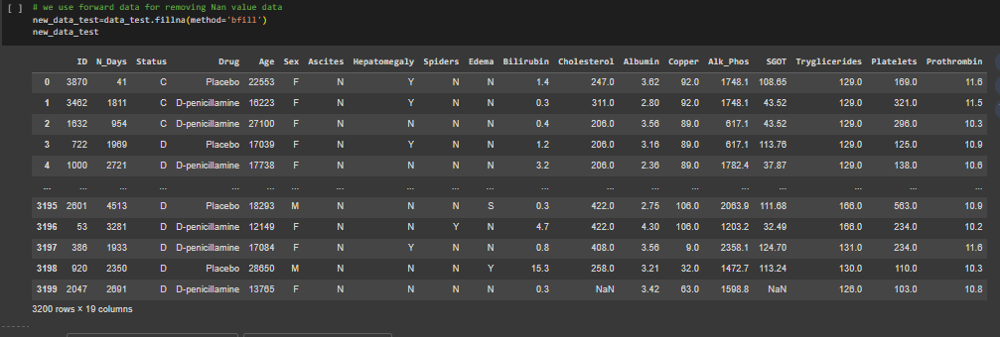 [ ] # we use forward data for removing Nan value data
new_data_test=data_test.fillna(method='bfill')
new_data_test
ID N_Days Status Drug Age Sex Ascites Hepatomegaly Spiders Edema Bilirubin Cholesterol Albumin Copper Alk_Phos SGOT Tryglicerides Platelets Prothrombin
0 3870 41 C Placebo 22553 F N Y N N 1.4 247.0 3.62 92.0 1748.1 108.65 129.0 169.0 11.6
1 3462 1811 C D-penicillamine 16223 F N Y N N 0.3 311.0 2.80 92.0 1748.1 43.52 129.0 321.0 11.5
2 1632 954 C D-penicillamine 27100 F N N N N 0.4 206.0 3.56 89.0 617.1 43.52 129.0 296.0 10.3
3 722 1969 D Placebo 17039 F N Y N N 1.2 206.0 3.16 89.0 617.1 113.76 129.0 125.0 10.9
4 1000 2721 D D-penicillamine 17738 F N N N N 3.2 206.0 2.36 89.0 1782.4 37.87 129.0 138.0 10.6
... ... ... ... ... ... ... ... ... ... ... ... ... ... ... ... ... ... ... ...
3195 2601 4513 D Placebo 18293 M N N N S 0.3 422.0 2.75 106.0 2063.9 111.68 166.0 563.0 10.9
3196 53 3281 D D-penicillamine 12149 F N N Y N 4.7 422.0 4.30 106.0 1203.2 32.49 166.0 234.0 10.2
3197 386 1933 D D-penicillamine 17084 F N Y N N 0.8 408.0 3.56 9.0 2358.1 124.70 131.0 234.0 11.6
3198 920 2350 D Placebo 28650 M N N N Y 15.3 258.0 3.21 32.0 1472.7 113.24 130.0 110.0 10.3
3199 2047 2691 D D-penicillamine 13765 F N N N N 0.3 NaN 3.42 63.0 1598.8 NaN 126.0 103.0 10.8
3200 rows × 19 columns